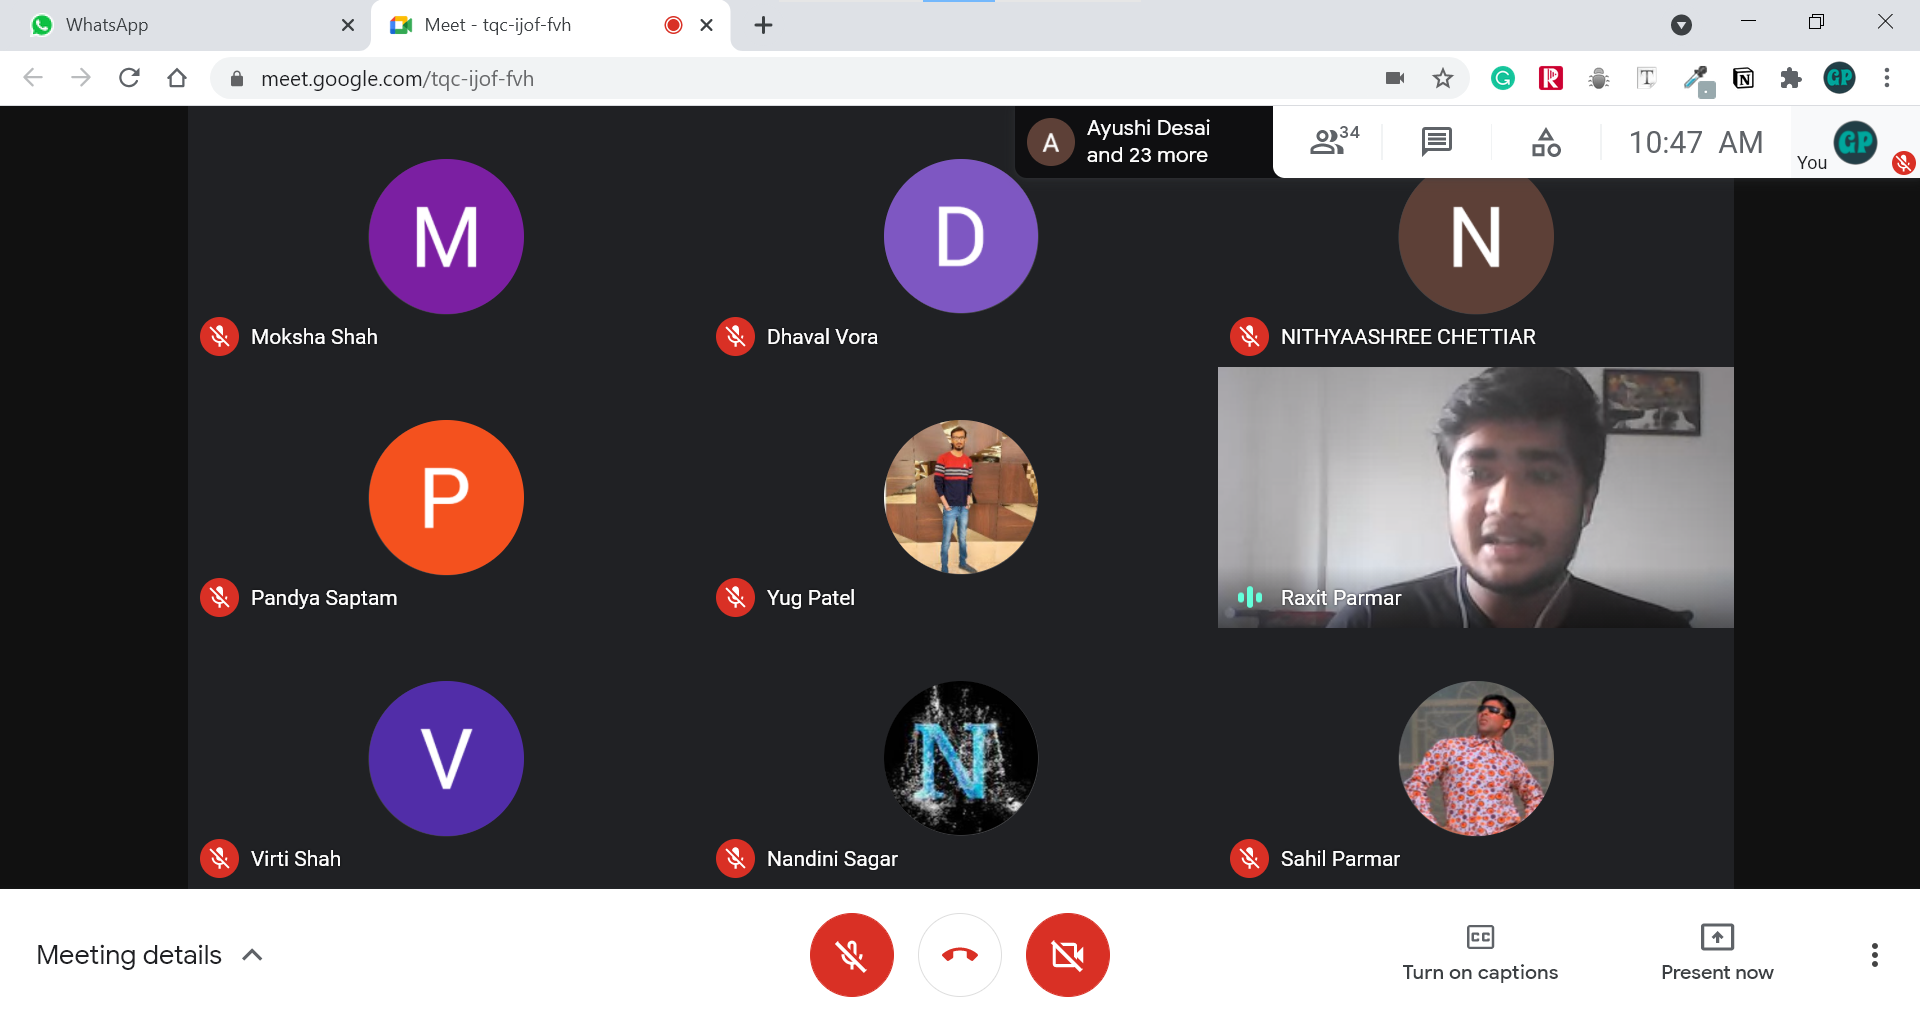 WhatsApp
Meet - tqc-ijof-fvh
meet.google.com/tqc-ijof-fvh
G
R
T
N
GP
A
Ayushi Desai
and 23 more
34
10:47 AM
You
GP
M
D
N
Moksha Shah
Dhaval Vora
NITHYAASHREE CHETTIAR
P
Pandya Saptam
Yug Patel
Raxit Parmar
V
N
Virti Shah
Nandini Sagar
Sahil Parmar
Meeting details
CC
Turn on captions
Present now